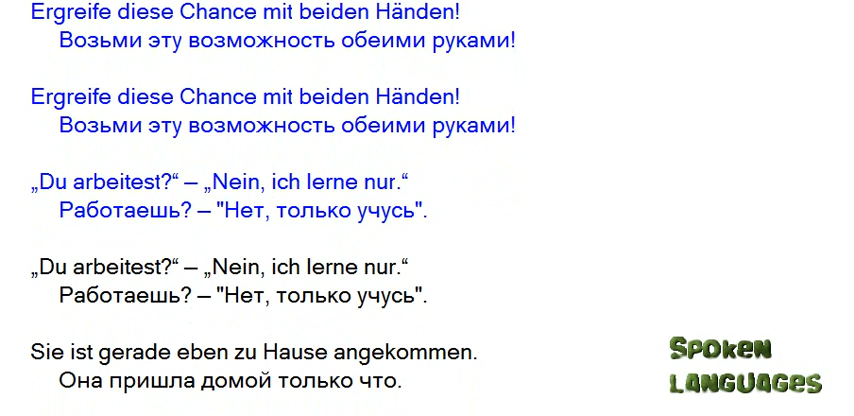 Ergreife diese Chance mit beiden Händen!
Возьми эту возможность обеими руками!
Ergreife diese Chance mit beiden Händen!
Возьми эту возможность обеими руками!
„Du arbeitest?“ – „Nein, ich lerne nur.“
Работаешь? – "Нет, только учусь".
„Du arbeitest?“ – „Nein, ich lerne nur.“
Работаешь? – "Нет, только учусь".
Sie ist gerade eben zu Hause angekommen.
Она пришла домой только что.
Spoken
Languages